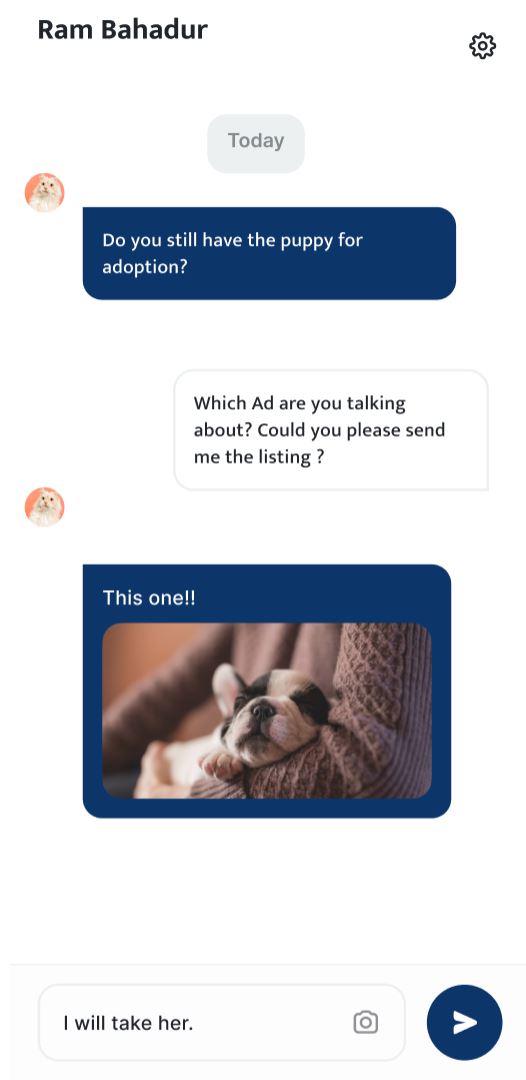 Ram Bahadur
Today
Do you still have the puppy for
adoption?
Which Ad are you talking
about? Could you please send
me the listing ?
This one!!
I will take her.